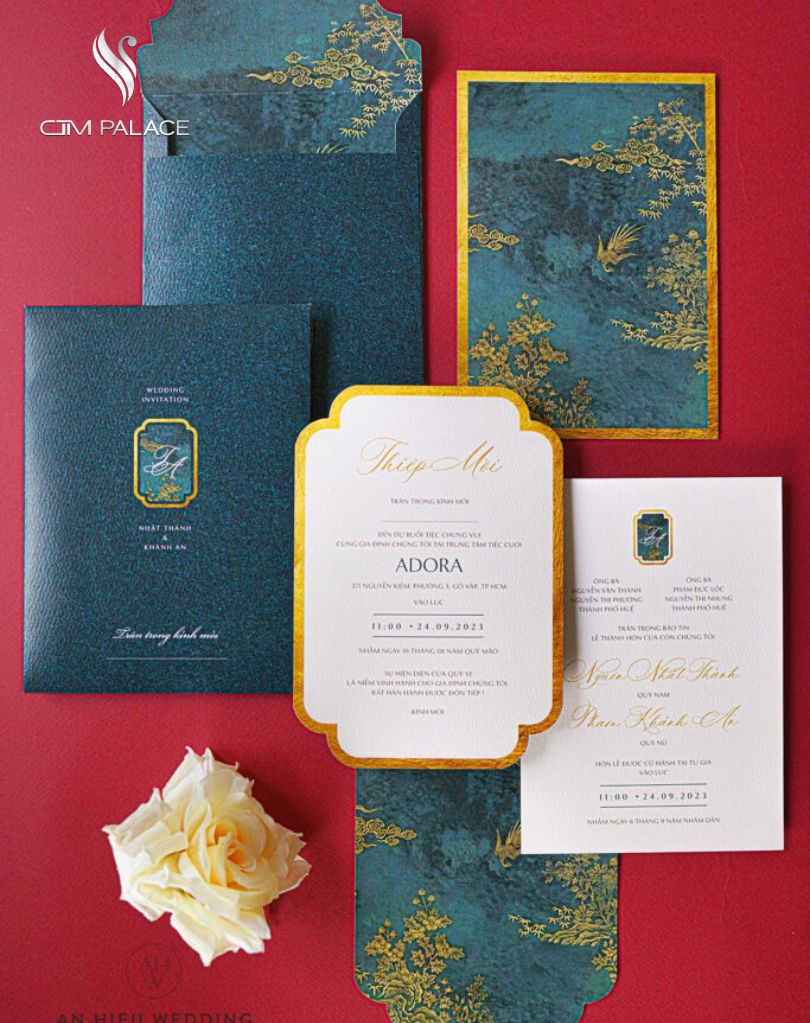 CTM PALACE
WEDDING
INVITATION
TA
NHẬT THÀNH
&
KHÁNH AN
Trân trọng kính mời
Thiệp Mời
TRÂN TRỌNG KÍNH MỜI
ĐẾN DỰ BUỔI TIỆC CHUNG VUI
CÙNG GIA ĐÌNH CHÚNG TÔI TẠI TRUNG TÂM TIỆC CƯỚI
ADORA
371 NGUYỄN KIỆM, PHƯỜNG 3, GÒ VẤP, TP HCM
VÀO LÚC
11:00 • 24.09.2023
NHẰM NGÀY 10 THÁNG 08 NĂM QUÝ MÃO
SỰ HIỆN DIỆN CỦA QUÝ VỊ
LÀ NIỀM VINH HẠNH CHO GIA ĐÌNH CHÚNG TÔI
RẤT HÂN HẠNH ĐƯỢC ĐÓN TIẾP !
KÍNH MỜI
TA
ÔNG BÀ
NGUYỄN VĂN THANH
NGUYỄN THỊ PHƯƠNG
THÀNH PHỐ HUẾ
ÔNG BÀ
PHẠM ĐỨC LỘC
NGUYỄN THỊ NHUNG
THÀNH PHỐ HUẾ
TRÂN TRỌNG BÁO TIN
LỄ THÀNH HÔN CỦA CON CHÚNG TÔI
Nguyễn Nhất Thành
QUÝ NAM
Phạm Khánh An
QUÝ NỮ
HÔN LỄ ĐƯỢC CỬ HÀNH TẠI TƯ GIA
VÀO LÚC
11:00 • 24.09.2023
NHẰM NGÀY 6 THÁNG 9 NĂM NHÂM DẦN
AN HIEU WEDDING